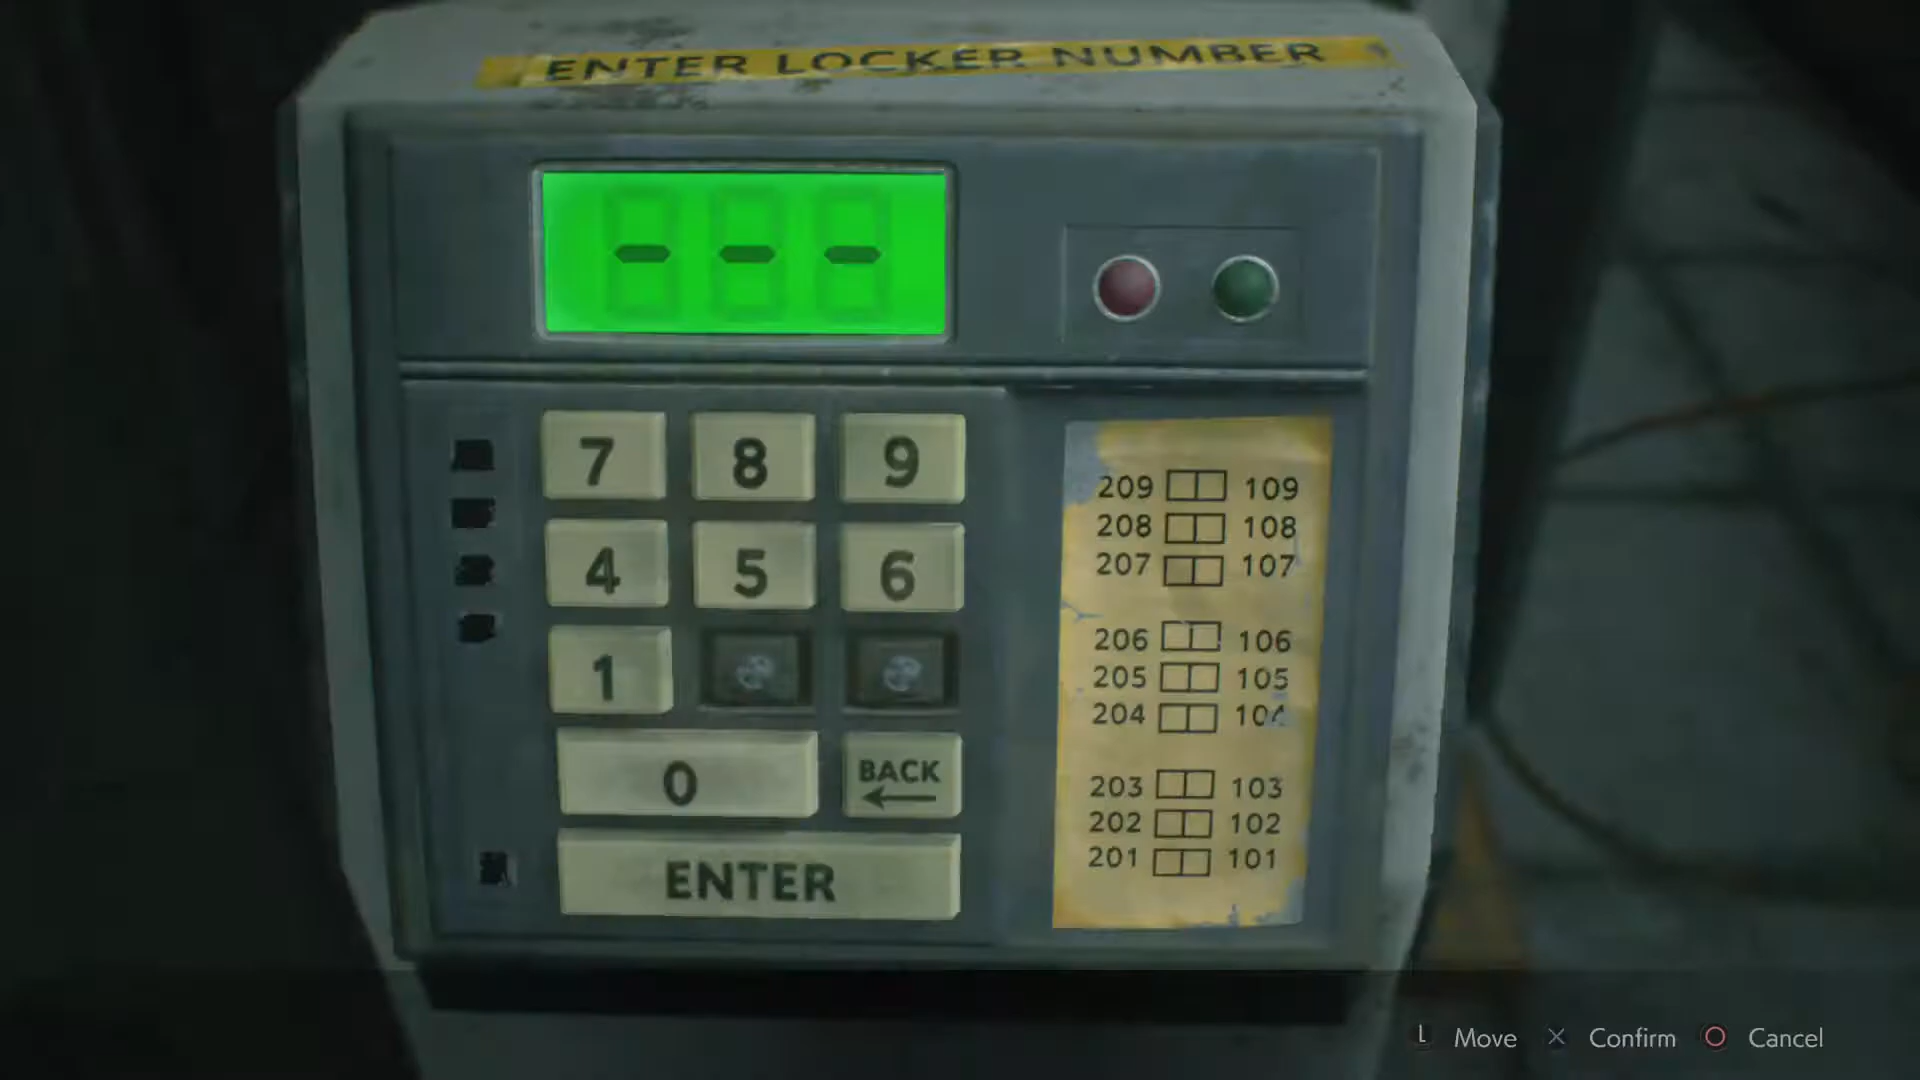 ENTER LOCKER NUMBER
- - -
7 8 9
4 5 6
1
0 BACK
ENTER
209 109
208 108
207 107
206 106
205 105
204 104
203 103
202 102
201 101
L Move X Confirm O Cancel